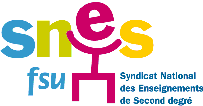 snes
fsu
Syndicat National
des Enseignements
de Second degré